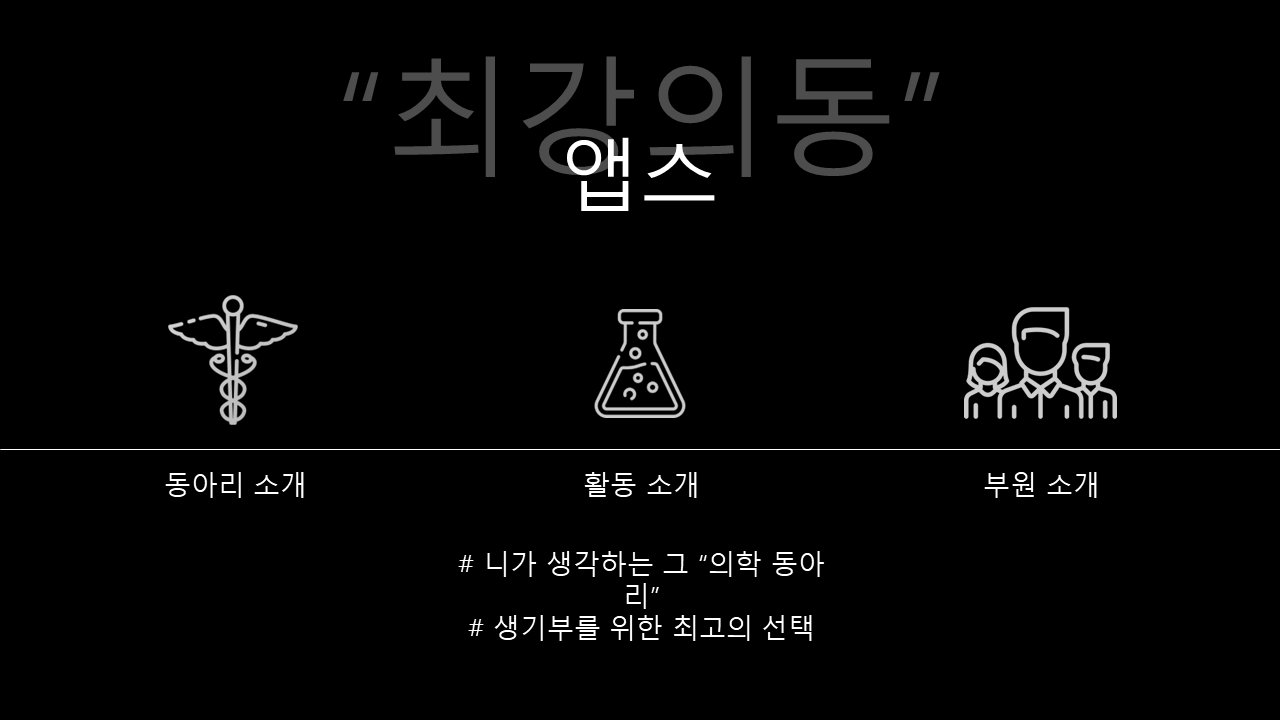 “최강의동”
앱스
동아리 소개
활동 소개
부원 소개
# 니가 생각하는 그 “의학 동아
리”
# 생기부를 위한 최고의 선택